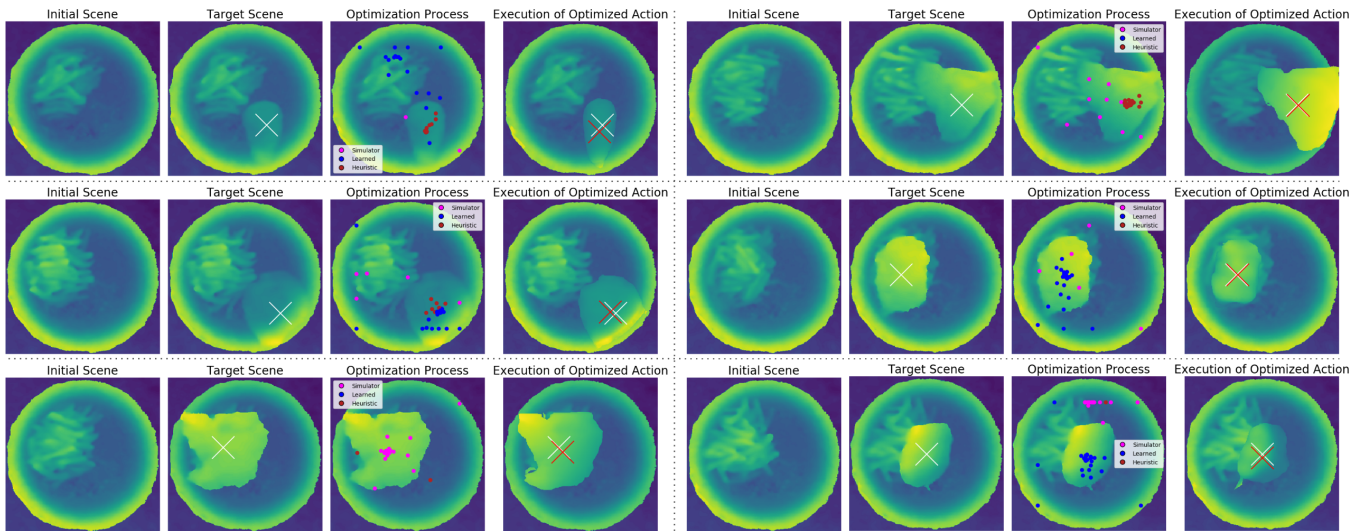 Initial Scene Target Scene Optimization Process Execution of Optimized Action
Simulator
Learned
Heuristic
Initial Scene Target Scene Optimization Process Execution of Optimized Action
Simulator
Learned
Heuristic
Initial Scene Target Scene Optimization Process Execution of Optimized Action
Simulator
Learned
Heuristic
Initial Scene Target Scene Optimization Process Execution of Optimized Action
Simulator
Learned
Heuristic
Initial Scene Target Scene Optimization Process Execution of Optimized Action
Simulator
Learned
Heuristic
Initial Scene Target Scene Optimization Process Execution of Optimized Action
Simulator
Learned
Heuristic